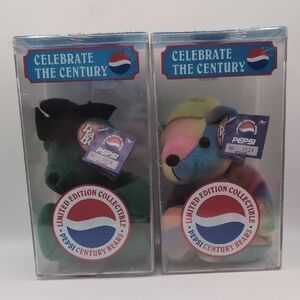 CELEBRATE
THE CENTURY
CELEBRATE
THE CENTURY
PEPSI
PEPSI
LIMITED EDITION COLLECTIBLE
PEPSI CENTURY BEARS
LIMITED EDITION COLLECTIBLE
PEPSI CENTURY BEARS